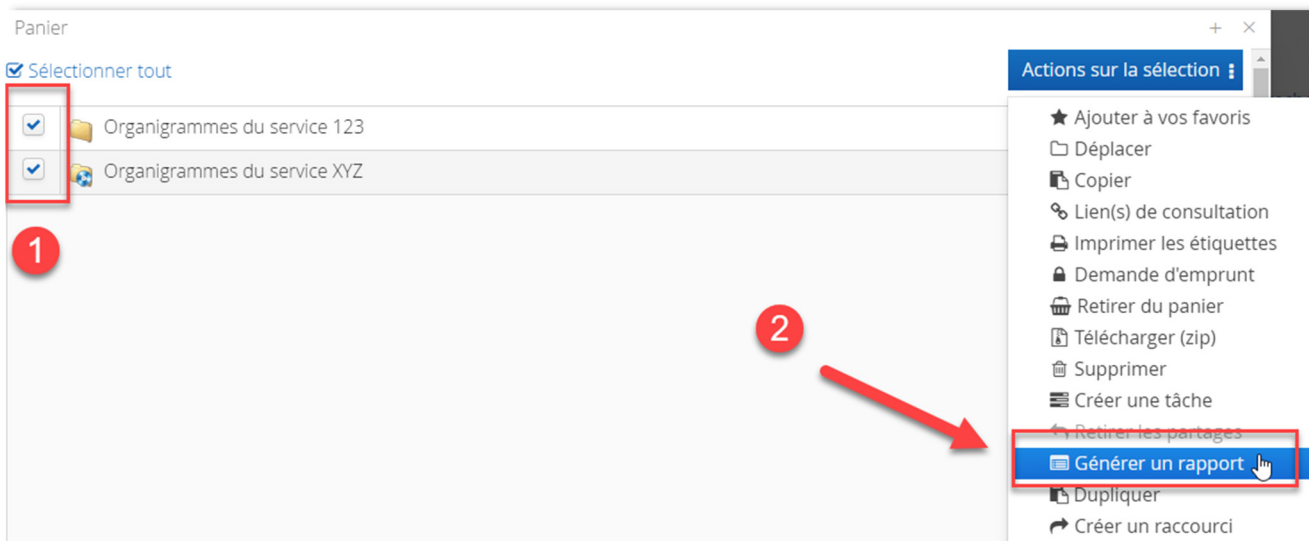 Panier
Sélectionner tout
Actions sur la sélection
Organigrammes du service 123
Organigrammes du service XYZ
1
2
Ajouter à vos favoris
Déplacer
Copier
Lien(s) de consultation
Imprimer les étiquettes
Demande d'emprunt
Retirer du panier
Télécharger (zip)
Supprimer
Créer une tâche
Retirer les partages
Générer un rapport
Dupliquer
Créer un raccourci